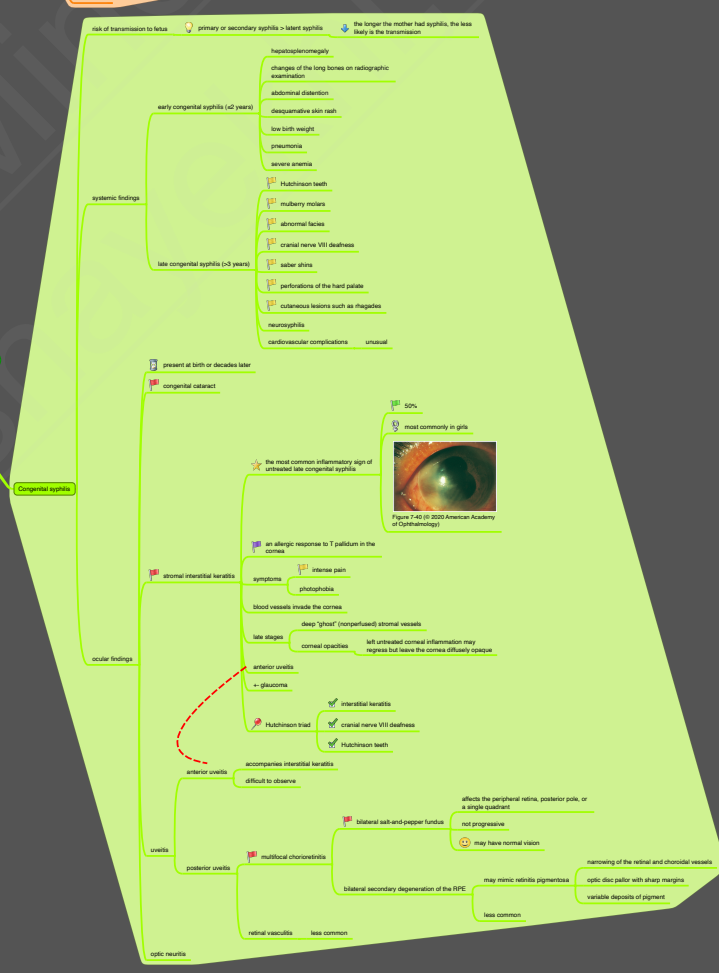 risk of transmission to fetus
primary or secondary syphilis > latent syphilis
the longer the mother had syphilis, the less
likely is the transmission
systemic findings
early congenital syphilis (≤2 years)
hepatosplenomegaly
changes of the long bones on radiographic
examination
abdominal distention
desquamative skin rash
low birth weight
pneumonia
severe anemia
late congenital syphilis (>3 years)
Hutchinson teeth
mulberry molars
abnormal facies
cranial nerve VIII deafness
saber shins
perforations of the hard palate
cutaneous lesions such as rhagades
neurosyphilis
cardiovascular complications
unusual
Congenital syphilis
ocular findings
present at birth or decades later
congenital cataract
stromal interstitial keratitis
the most common inflammatory sign of
untreated late congenital syphilis
50%
most commonly in girls
Figure 7-40 (© 2020 American Academy
of Ophthalmology)
an allergic response to T pallidum in the
cornea
symptoms
intense pain
photophobia
blood vessels invade the cornea
late stages
deep "ghost" (nonperfused) stromal vessels
corneal opacities
left untreated corneal inflammation may
regress but leave the cornea diffusely opaque
anterior uveitis
+- glaucoma
Hutchinson triad
interstitial keratitis
cranial nerve VIII deafness
Hutchinson teeth
uveitis
anterior uveitis
accompanies interstitial keratitis
difficult to observe
posterior uveitis
multifocal chorioretinitis
bilateral salt-and-pepper fundus
affects the peripheral retina, posterior pole, or
a single quadrant
not progressive
may have normal vision
bilateral secondary degeneration of the RPE
may mimic retinitis pigmentosa
narrowing of the retinal and choroidal vessels
optic disc pallor with sharp margins
variable deposits of pigment
less common
retinal vasculitis
less common
optic neuritis